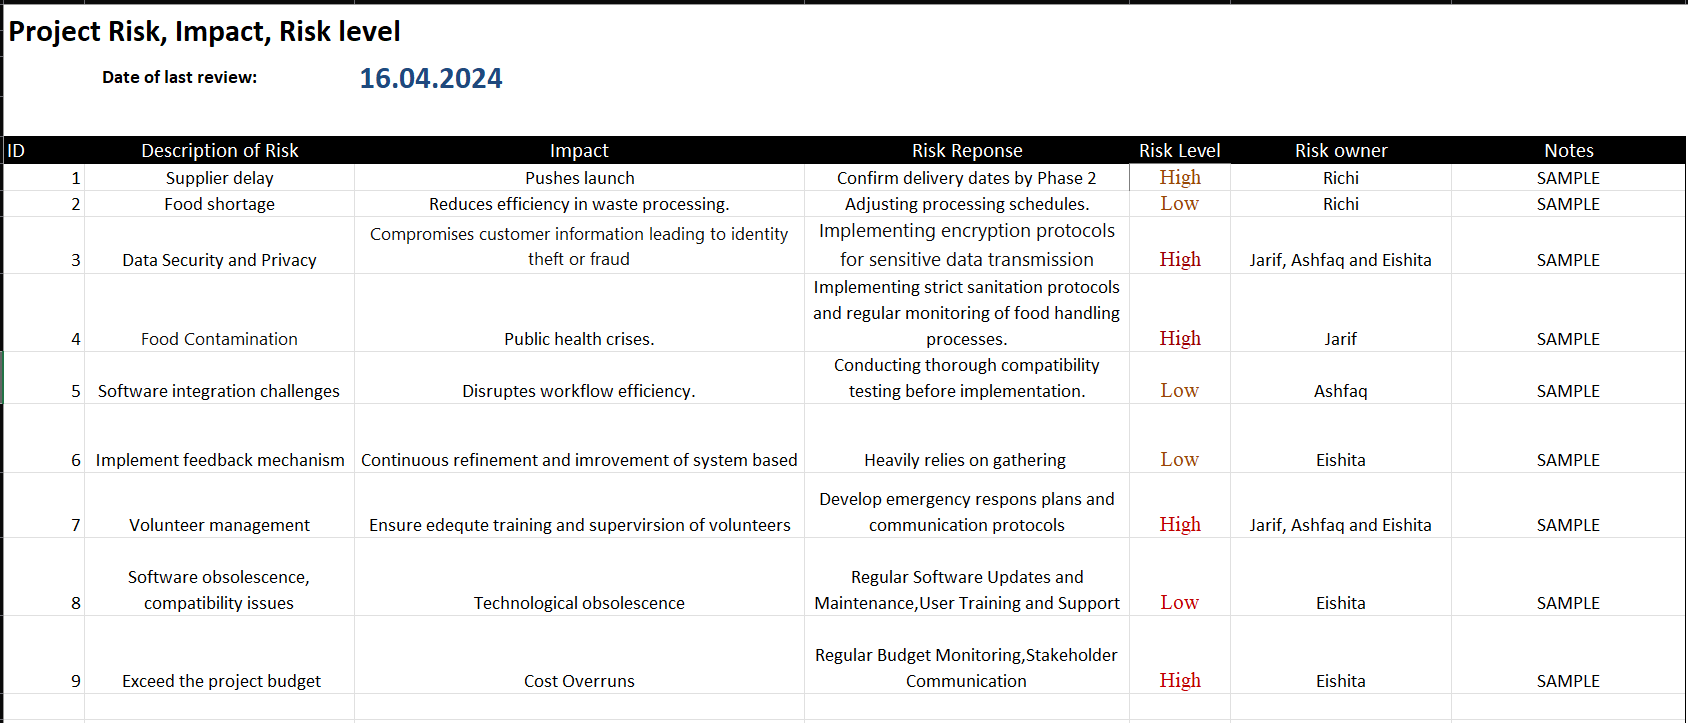 Project Risk, Impact, Risk level
Date of last review: 16.04.2024
ID Description of Risk Impact Risk Reponse Risk Level Risk owner Notes
1 Supplier delay Pushes launch Confirm delivery dates by Phase 2 High Richi SAMPLE
2 Food shortage Reduces efficiency in waste processing. Adjusting processing schedules. Low Richi SAMPLE
Compromises customer information leading to identity Implementing encryption protocols
3 Data Security and Privacy theft or fraud for sensitive data transmission High Jarif, Ashfaq and Eishita SAMPLE
Implementing strict sanitation protocols
and regular monitoring of food handling
4 Food Contamination Public health crises. processes. High Jarif SAMPLE
Conducting thorough compatibility
5 Software integration challenges Disruptes workflow efficiency. testing before implementation. Low Ashfaq SAMPLE
6 Implement feedback mechanism Continuous refinement and imrovement of system based Heavily relies on gathering Low Eishita SAMPLE
Develop emergency respons plans and
7 Volunteer management Ensure edequte training and supervirsion of volunteers communication protocols High Jarif, Ashfaq and Eishita SAMPLE
Software obsolescence, Regular Software Updates and
8 compatibility issues Technological obsolescence Maintenance,User Training and Support Low Eishita SAMPLE
Regular Budget Monitoring,Stakeholder
9 Exceed the project budget Cost Overruns Communication High Eishita SAMPLE